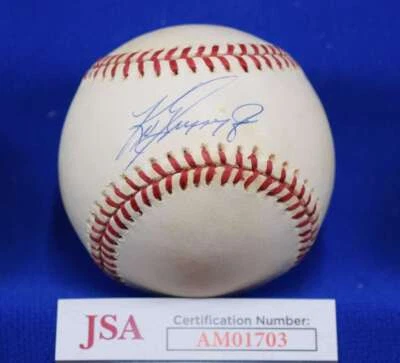 JSA
Certification Number:
AM01703